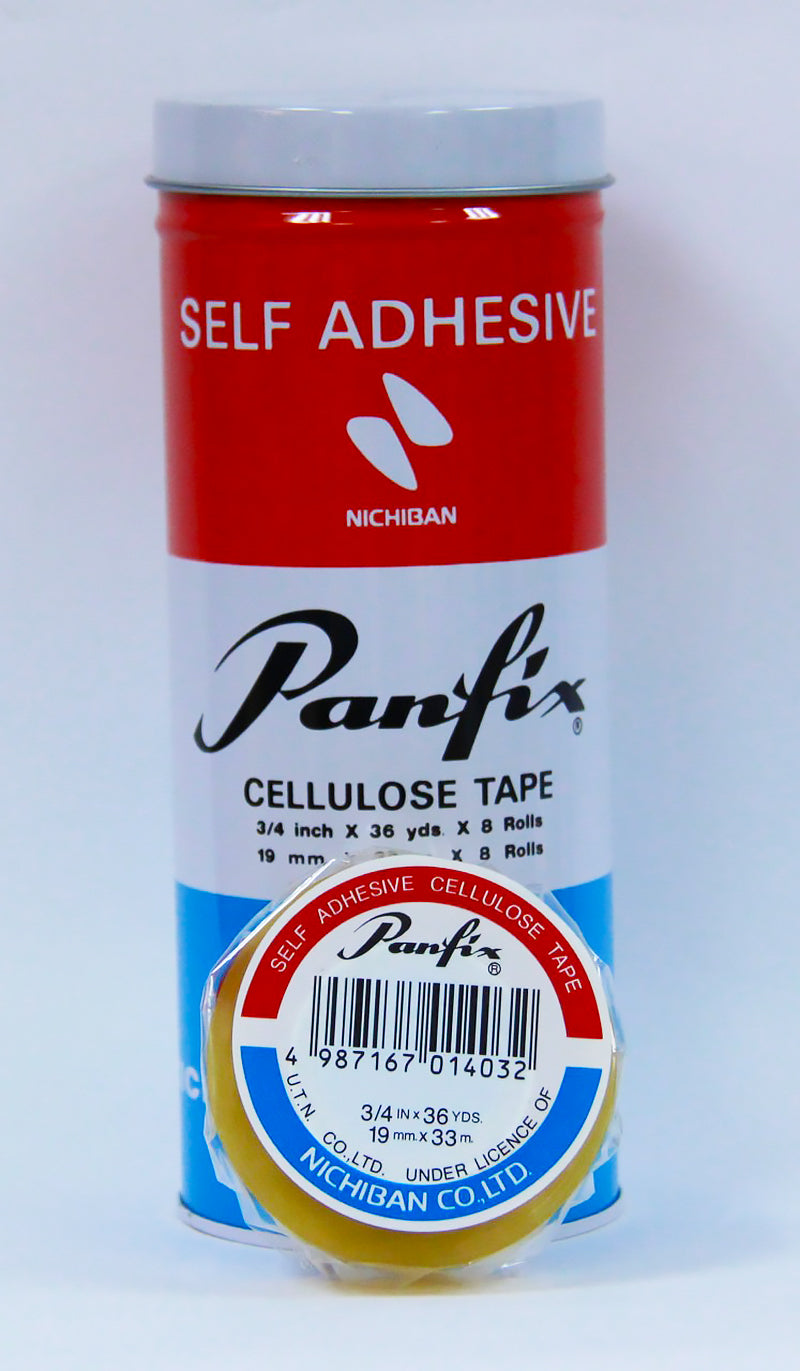 SELF ADHESIVE
NICHIBAN
Panfix®
CELLULOSE TAPE
3/4 inch X 36 yds. X 8 Rolls
19 mm. X 8 Rolls
SELF ADHESIVE CELLULOSE TAPE
Panfix®
4 987167 014032
3/4 IN x 36 YDS.
19 mm. x 33 m.
U.T.N. CO.,LTD. UNDER LICENCE OF
NICHIBAN CO.,LTD.